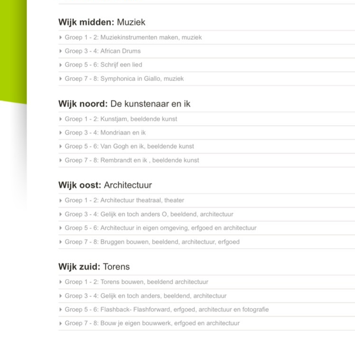 Wijk midden: Muziek
Groep 1 - 2: Muziekinstrumenten maken, muziek
Groep 3 - 4: African Drums
Groep 5 - 6: Schrijf een lied
Groep 7 - 8: Symphonica in Giallo, muziek
Wijk noord: De kunstenaar en ik
Groep 1 - 2: Kunstjam, beeldende kunst
Groep 3 - 4: Mondriaan en ik
Groep 5 - 6: Van Gogh en ik, beeldende kunst
Groep 7 - 8: Rembrandt en ik , beeldende kunst
Wijk oost: Architectuur
Groep 1 - 2: Architectuur theatraal, theater
Groep 3 - 4: Gelijk en toch anders O, beeldend, architectuur
Groep 5 - 6: Architectuur in eigen omgeving, erfgoed en architectuur
Groep 7 - 8: Bruggen bouwen, beeldend, architectuur, erfgoed
Wijk zuid: Torens
Groep 1 - 2: Torens bouwen, beeldend architectuur
Groep 3 - 4: Gelijk en toch anders, beeldend, architectuur
Groep 5 - 6: Flashback- Flashforward, erfgoed, architectuur en fotografie
Groep 7 - 8: Bouw je eigen bouwwerk, erfgoed en architectuur